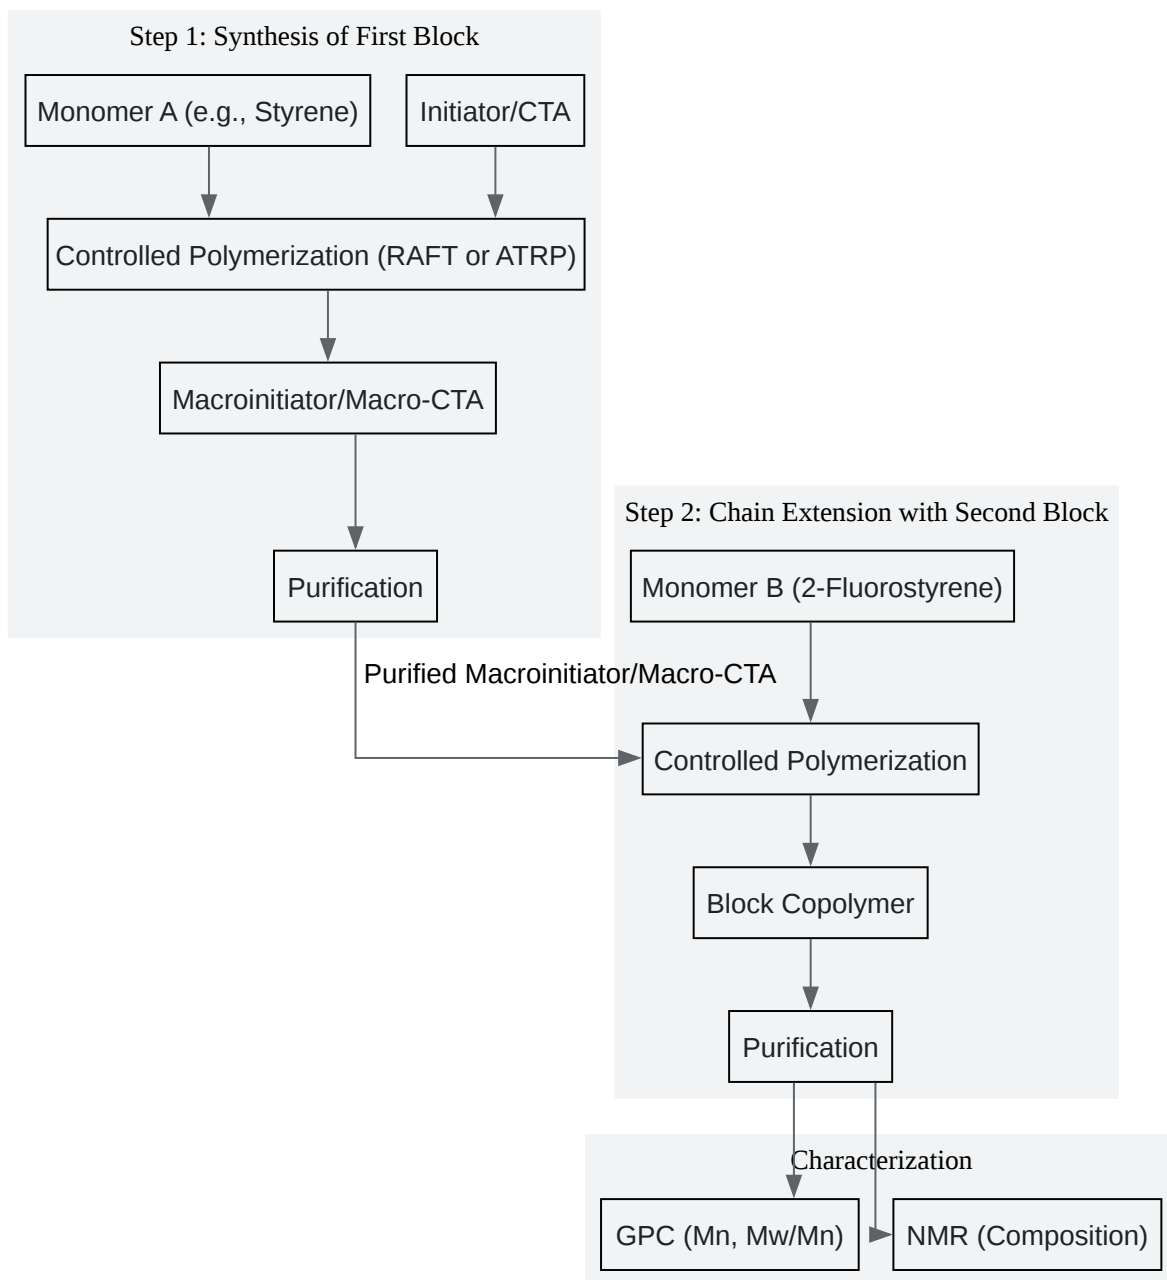 Step 1: Synthesis of First Block
Monomer A (e.g., Styrene)
Initiator/CTA
Controlled Polymerization (RAFT or ATRP)
Macroinitiator/Macro-CTA
Purification
Purified Macroinitiator/Macro-CTA
Step 2: Chain Extension with Second Block
Monomer B (2-Fluorostyrene)
Controlled Polymerization
Block Copolymer
Purification
Characterization
GPC (Mn, Mw/Mn)
NMR (Composition)